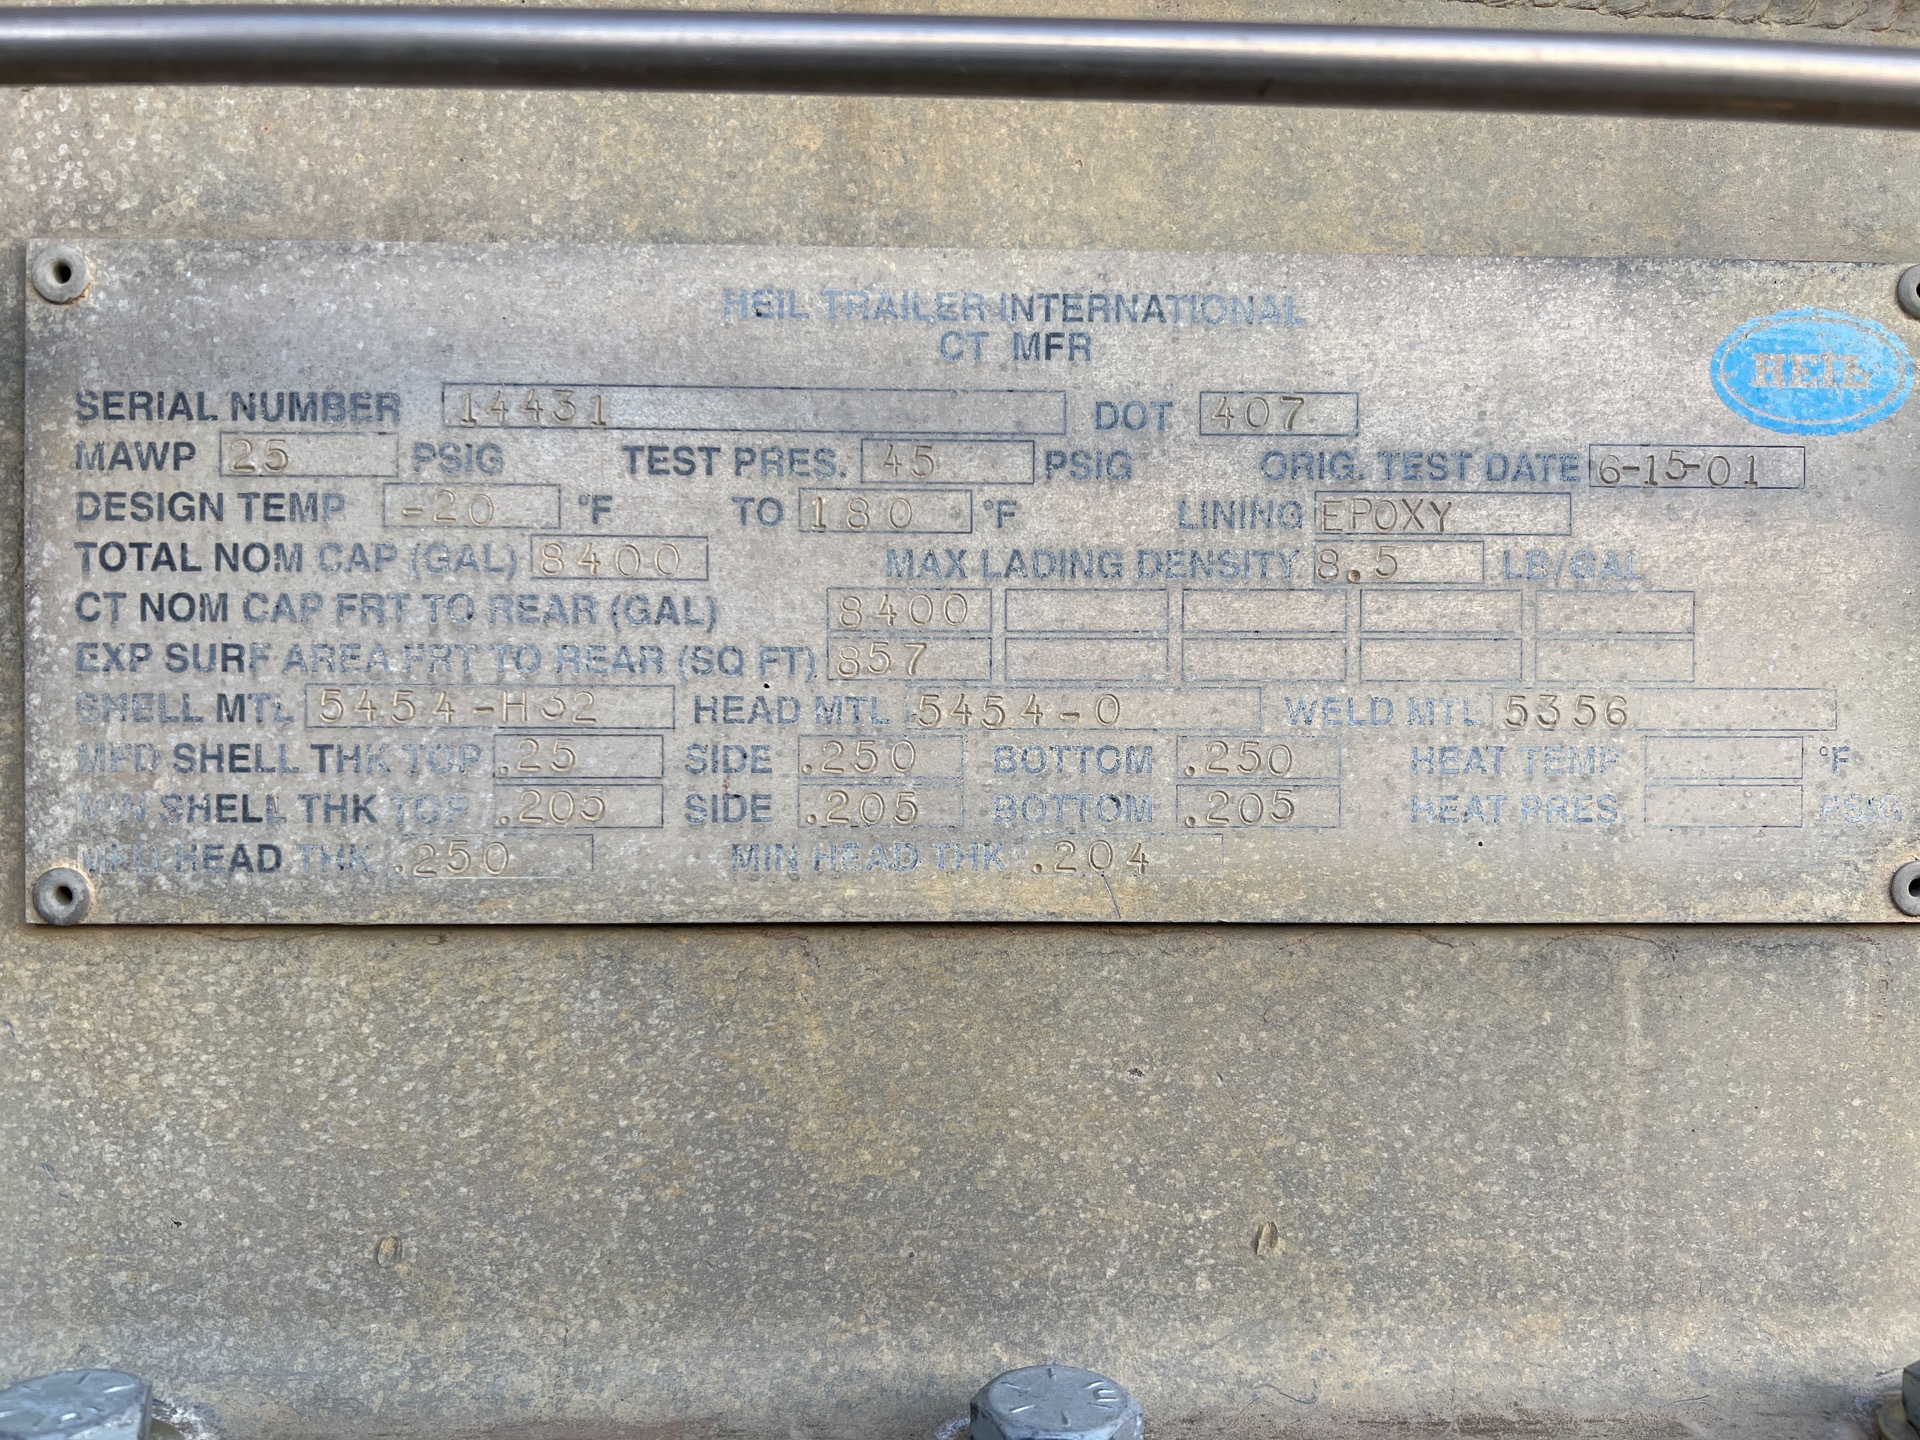 HEIL TRAILER INTERNATIONAL
CT MFR
HEIL
SERIAL NUMBER 14431 DOT 407
MAWP 25 PSIG TEST PRES. 45 PSIG ORIG. TEST DATE 6-15-01
DESIGN TEMP -20 °F TO 180 °F LINING EPOXY
TOTAL NOM CAP (GAL) 8400 MAX LADING DENSITY 8.5 LB/GAL
CT NOM CAP FRT TO REAR (GAL) 8400
EXP SURF AREA FRT TO REAR (SQ FT) 857
SHELL MTL 5454-H32 HEAD MTL 5454-0 WELD MTL 5356
MFD SHELL THK TOP .25 SIDE .250 BOTTOM .250 HEAT TEMP °F
MIN SHELL THK TOP .205 SIDE .205 BOTTOM .205 HEAT PRES. PSIG
MFD HEAD THK .250 MIN HEAD THK .204